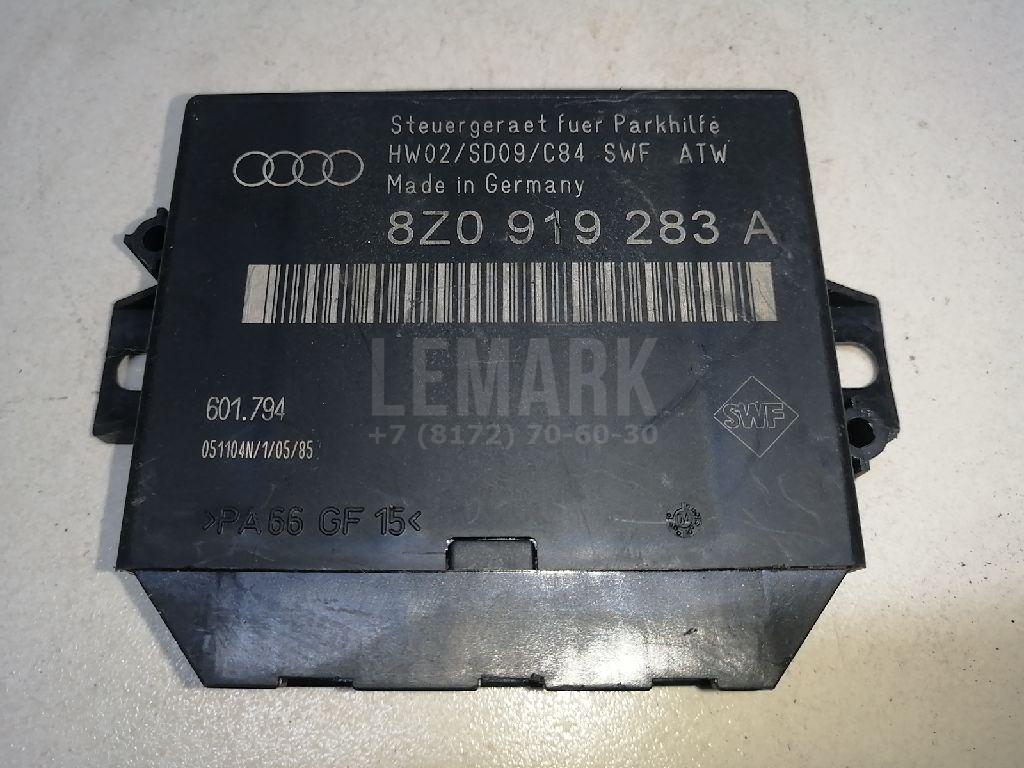 Steuergeraet fuer Parkhilfe
HW02/SD09/C84 SWF ATW
Made in Germany
8Z0 919 283 A
LEMARK
+7 (8172) 70-60-30
601.794
SWF
051104N/1/05/85
>PA66 GF 15<